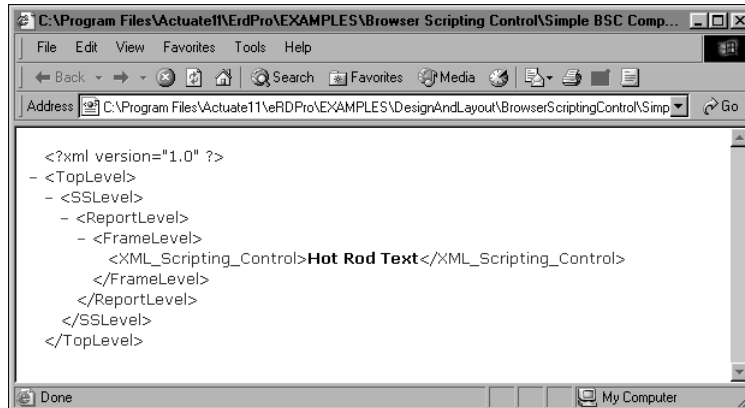 C:\Program Files\Actuate11\ErdPro\EXAMPLES\Browser Scripting Control\Simple BSC Comp...
File Edit View Favorites Tools Help
Back Search Favorites Media
Address C:\Program Files\Actuate11\eRDPro\EXAMPLES\DesignAndLayout\BrowserScriptingControl\Simp Go
<?xml version="1.0" ?>
- <TopLevel>
- <SSLevel>
- <ReportLevel>
- <FrameLevel>
<XML_Scripting_Control>Hot Rod Text</XML_Scripting_Control>
</FrameLevel>
</ReportLevel>
</SSLevel>
</TopLevel>
Done My Computer